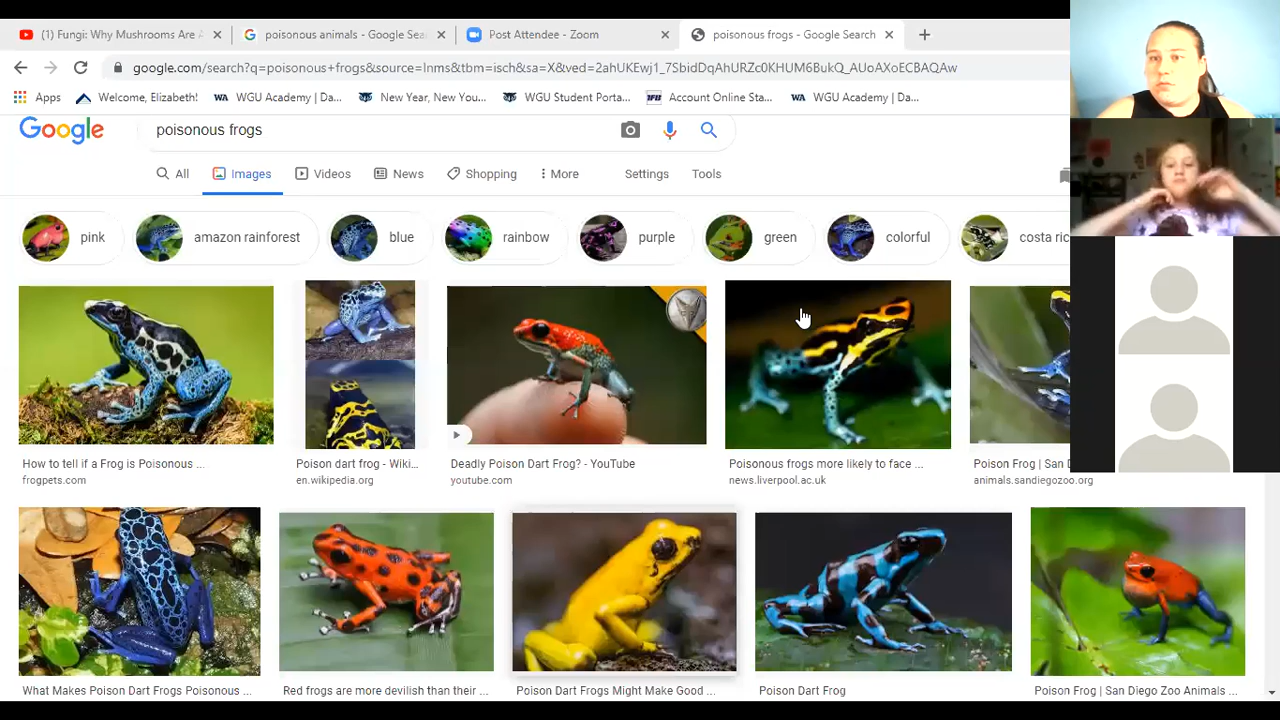 (1) Fungi: Why Mushrooms Are A
poisonous animals - Google Sea
Post Attendee - Zoom
poisonous frogs - Google Search
google.com/search?q=poisonous+frogs&source=lnms&tbm=isch&sa=X&ved=2ahUKEwj1_7SbidDqAhURZc0KHUM6BukQ_AUoAXoECBAQAw
Apps
Welcome, Elizabeth!
WGU Academy | Da...
New Year, New You...
WGU Student Porta...
Account Online Sta...
WGU Academy | Da...
Google
poisonous frogs
All
Images
Videos
News
Shopping
More
Settings
Tools
pink
amazon rainforest
blue
rainbow
purple
green
colorful
costa ric
How to tell if a Frog is Poisonous ...
frogpets.com
Poison dart frog - Wiki...
en.wikipedia.org
Deadly Poison Dart Frog? - YouTube
youtube.com
Poisonous frogs more likely to face ...
news.liverpool.ac.uk
Poison Frog | San D
animals.sandiegozoo.org
What Makes Poison Dart Frogs Poisonous ...
Red frogs are more devilish than their ...
Poison Dart Frogs Might Make Good ...
Poison Dart Frog
Poison Frog | San Diego Zoo Animals ...